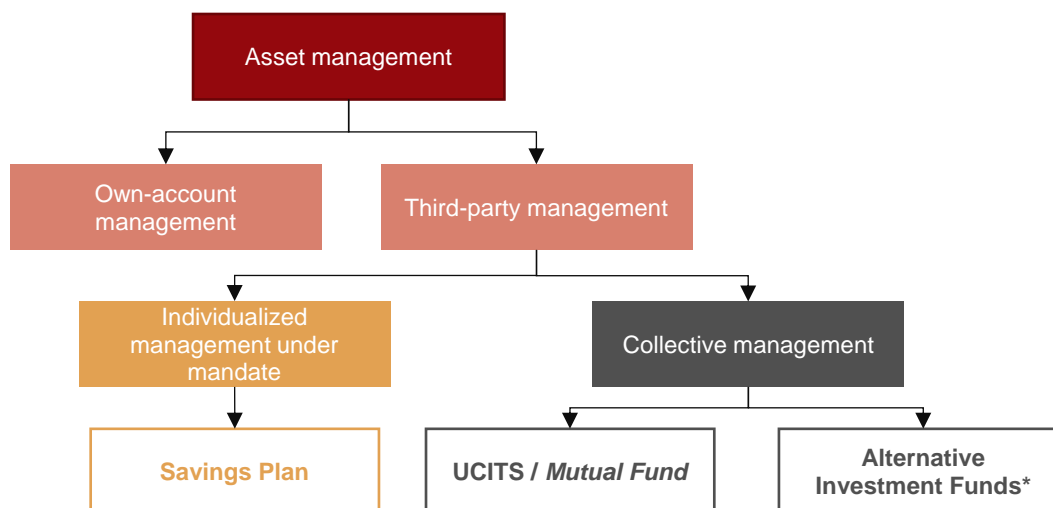 Asset management
Own-account
management
Third-party management
Individualized
management under
mandate
Collective management
Savings Plan
UCITS / Mutual Fund
Alternative
Investment Funds*